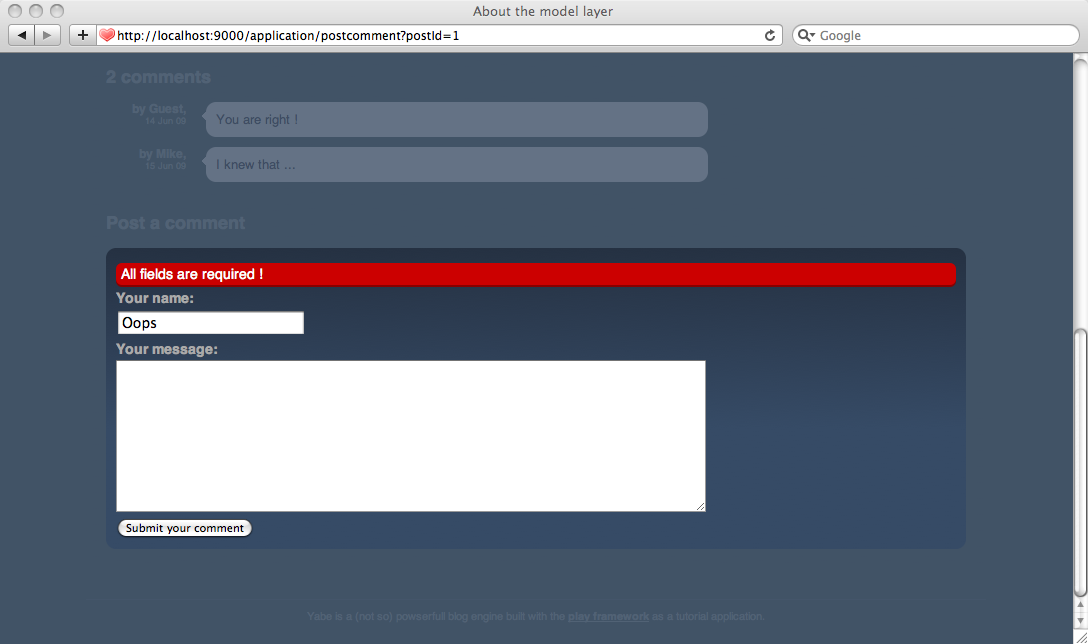 About the model layer
http://localhost:9000/application/postcomment?postId=1
Google
2 comments
by Guest,
14 Jun 09
You are right !
by Mike,
15 Jun 09
I knew that ...
Post a comment
All fields are required !
Your name:
Oops
Your message:
Submit your comment
Yabe is a (not so) powserfull blog engine built with the play framework as a tutorial application.